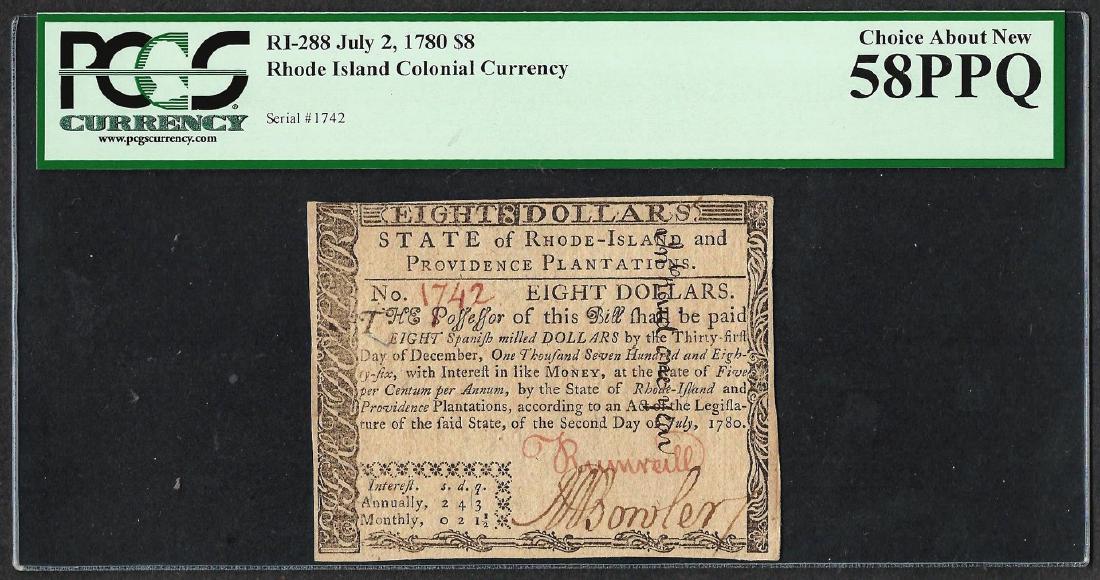 PCGS
CURRENCY
www.pcgscurrency.com
RI-288 July 2, 1780 $8
Rhode Island Colonial Currency
Serial #1742
Choice About New
58PPQ
EIGHT 8 DOLLARS
STATE of RHODE-ISLAND and
PROVIDENCE PLANTATIONS.
No. 1742 EIGHT DOLLARS.
THE Poſſeſſor of this Bill ſhall be paid
EIGHT Spaniſh milled DOLLARS by the Thirty-firſt
Day of December, One Thouſand Seven Hundred and Eigh-
ty-ſix, with Intereſt in like MONEY, at the Rate of Five
per Centum per Annum, by the State of Rhode-Iſland and
Providence Plantations, according to an Act of the Legiſla-
ture of the ſaid State, of the Second Day of July, 1780.
Intereſt. s. d. q.
Annually, 2 4 3
Monthly, 0 2 1½
T Rumreill
Bowler